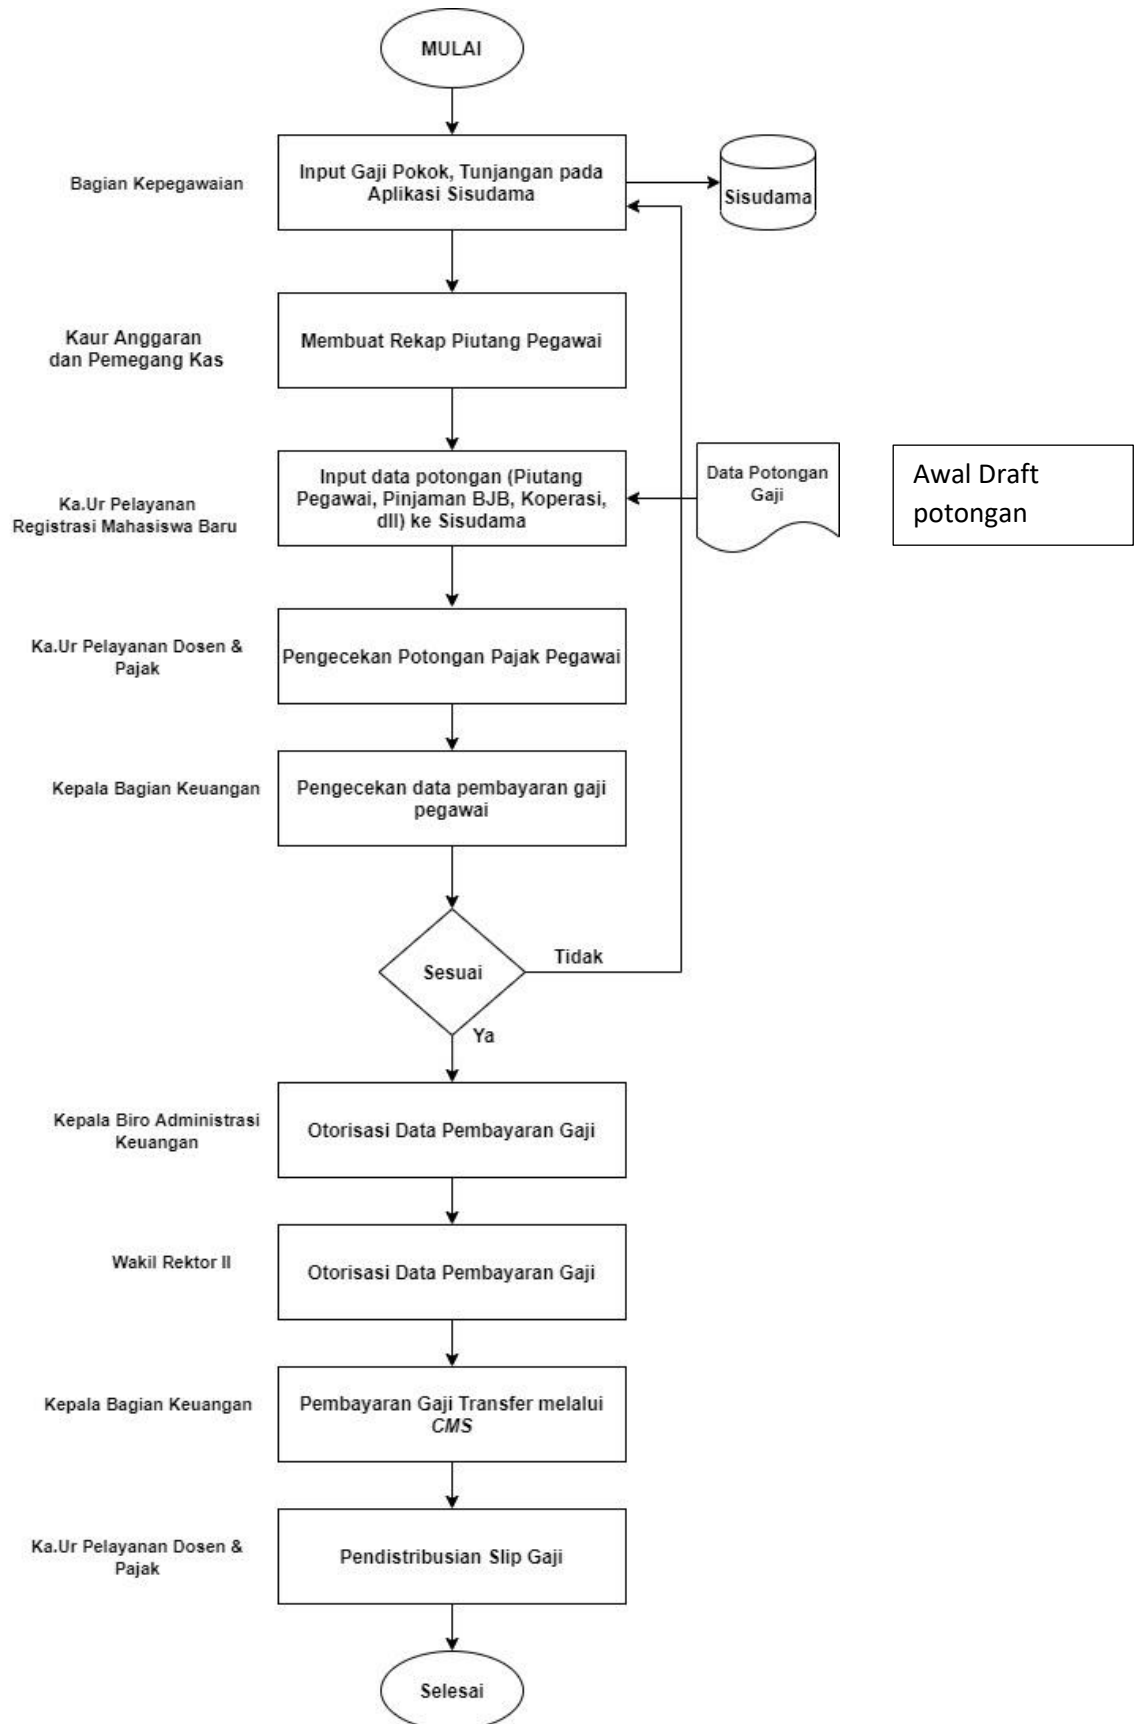 MULAI
Bagian Kepegawaian
Input Gaji Pokok, Tunjangan pada
Aplikasi Sisudama
Sisudama
Kaur Anggaran
dan Pemegang Kas
Membuat Rekap Piutang Pegawai
Ka.Ur Pelayanan
Registrasi Mahasiswa Baru
Input data potongan (Piutang
Pegawai, Pinjaman BJB, Koperasi,
dll) ke Sisudama
Data Potongan
Gaji
Awal Draft
potongan
Ka.Ur Pelayanan Dosen &
Pajak
Pengecekan Potongan Pajak Pegawai
Kepala Bagian Keuangan
Pengecekan data pembayaran gaji
pegawai
Sesuai
Tidak
Ya
Kepala Biro Administrasi
Keuangan
Otorisasi Data Pembayaran Gaji
Wakil Rektor II
Otorisasi Data Pembayaran Gaji
Kepala Bagian Keuangan
Pembayaran Gaji Transfer melalui
CMS
Ka.Ur Pelayanan Dosen &
Pajak
Pendistribusian Slip Gaji
Selesai